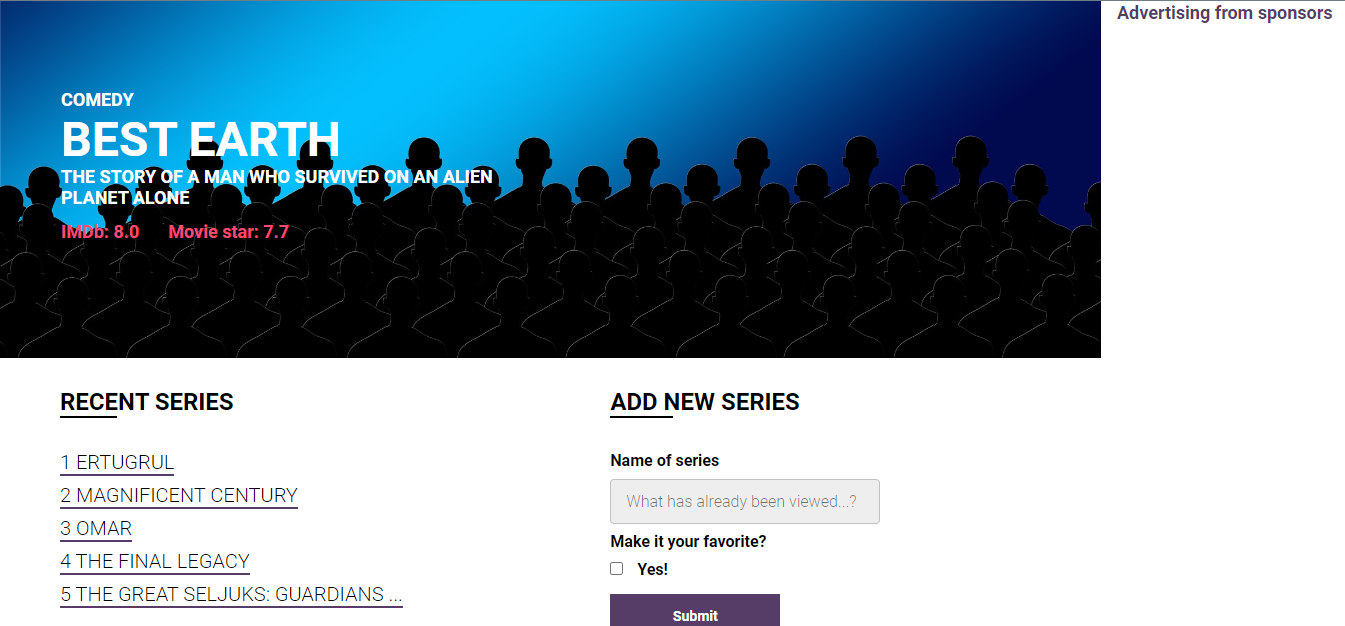 Advertising from sponsors
COMEDY
BEST EARTH
THE STORY OF A MAN WHO SURVIVED ON AN ALIEN
PLANET ALONE
IMDb: 8.0 Movie star: 7.7
RECENT SERIES
1 ERTUGRUL
2 MAGNIFICENT CENTURY
3 OMAR
4 THE FINAL LEGACY
5 THE GREAT SELJUKS: GUARDIANS ...
ADD NEW SERIES
Name of series
What has already been viewed...?
Make it your favorite?
Yes!
Submit